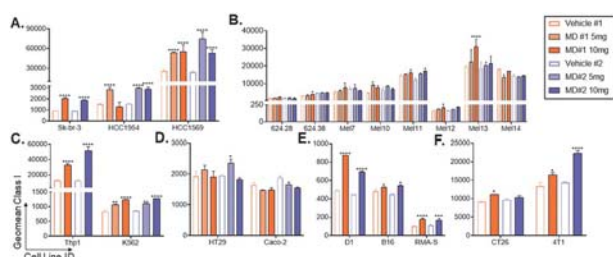 A.
90000
60000
30000
3000
2000
1000
0
Sk-br-3
HCC1954
HCC1569
B.
40000
30000
20000
10000
500
250
0
624.28
624.38
Mel7
Mel10
Mel11
Mel12
Mel13
Mel14
Vehicle #1
MD #1 5mg
MD#1 10mg
Vehicle #2
MD#2 5mg
MD#2 10mg
Geomean Class I
C.
60000
40000
20000
1500
1000
500
0
Thp1
K562
Cell Line ID
D.
3000
2000
1000
0
HT29
Caco-2
E.
1000
800
600
400
200
0
D1
B16
RMA-S
F.
25000
20000
15000
10000
5000
0
CT26
4T1